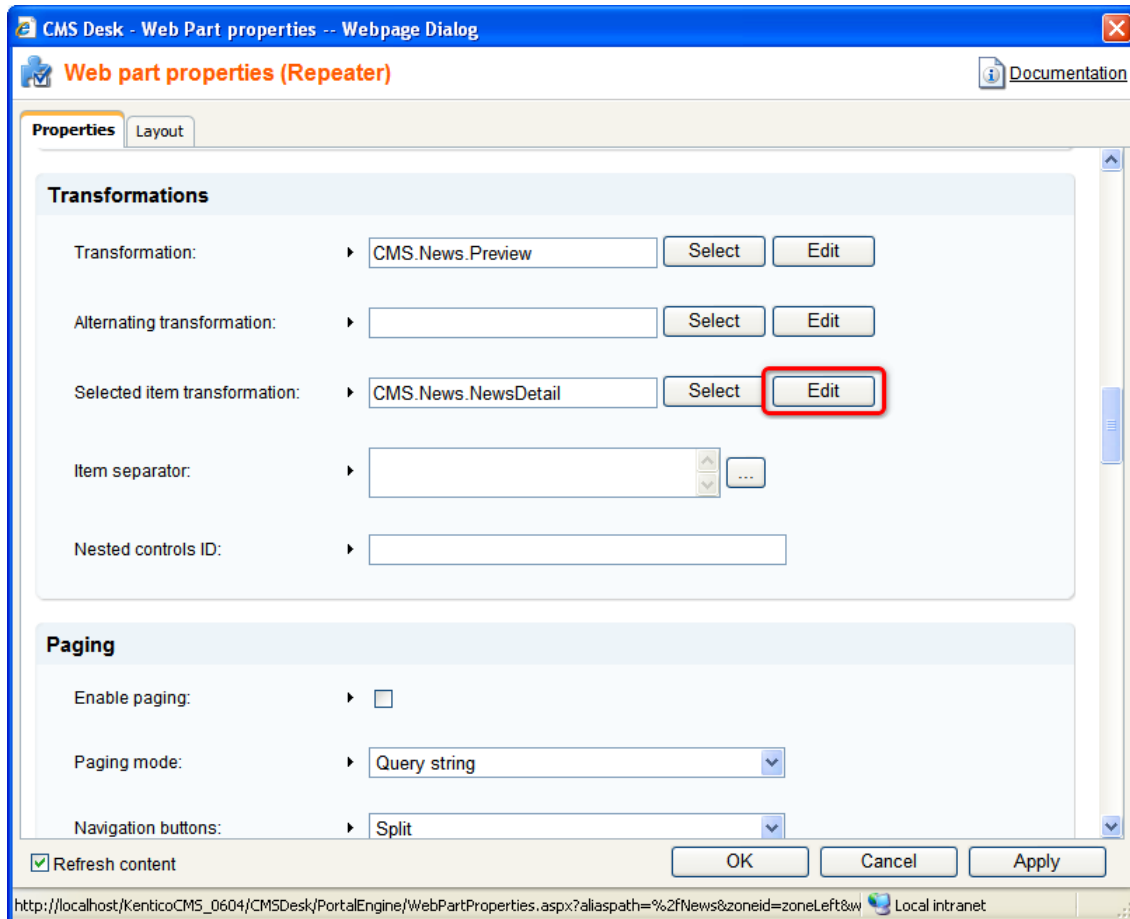 CMS Desk - Web Part properties -- Webpage Dialog
Web part properties (Repeater)
Documentation
Properties Layout
Transformations
Transformation: CMS.News.Preview Select Edit
Alternating transformation: Select Edit
Selected item transformation: CMS.News.NewsDetail Select Edit
Item separator: ...
Nested controls ID:
Paging
Enable paging:
Paging mode: Query string
Navigation buttons: Split
Refresh content OK Cancel Apply
http://localhost/KenticoCMS_0604/CMSDesk/PortalEngine/WebPartProperties.aspx?aliaspath=%2fNews&zoneid=zoneLeft&w Local intranet